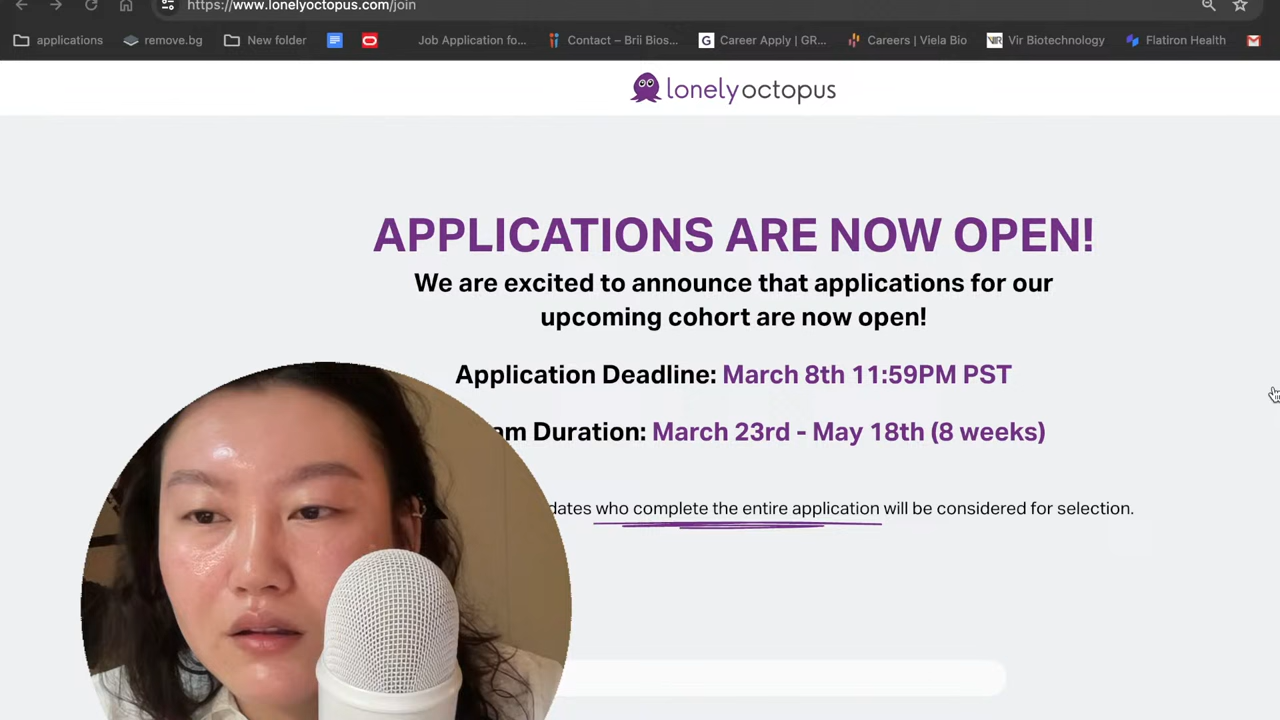 https://www.lonelyoctopus.com/join
applications remove.bg New folder Job Application fo... Contact – Brii Bios... G Career Apply | GR... Careers | Viela Bio VIR Vir Biotechnology Flatiron Health
lonelyoctopus
APPLICATIONS ARE NOW OPEN!
We are excited to announce that applications for our
upcoming cohort are now open!
Application Deadline: March 8th 11:59PM PST
Duration: March 23rd - May 18th (8 weeks)
who complete the entire application will be considered for selection.